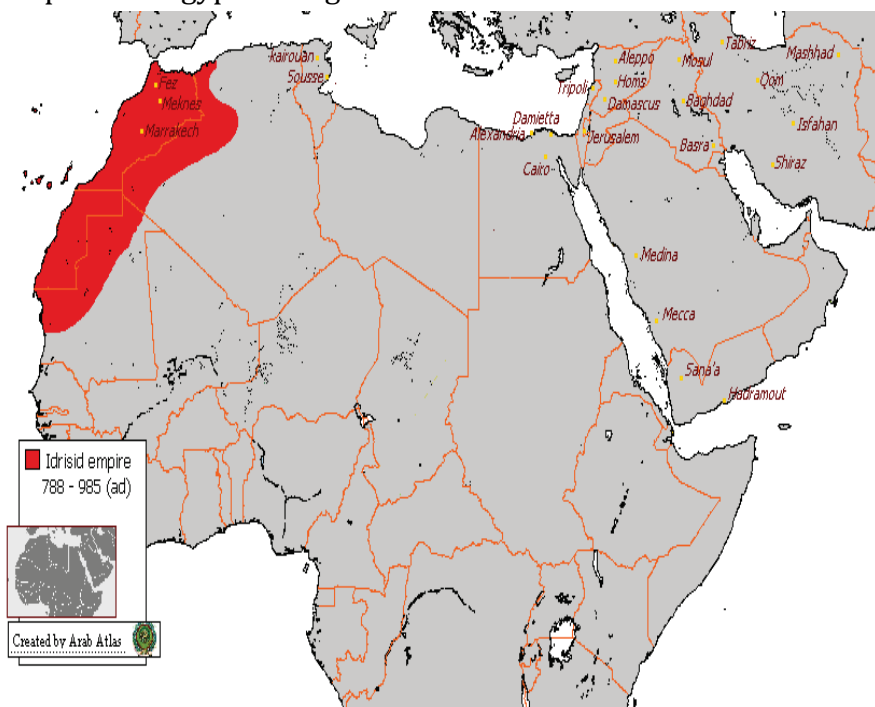 kairouan
Sousse
Fez
Meknes
Marrakech
Tabriz
Mashhad
Aleppo
Mosul
Homs
Qom
Tripoli
Damascus
Baghdad
Damietta
Isfahan
Alexandria
Jerusalem
Basra
Cairo
Shiraz
Medina
Mecca
Sana'a
Hadramout
Idrisid empire
788 - 985 (ad)
Created by Arab Atlas